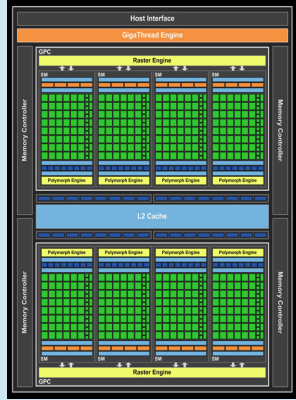 Host Interface
GigaThread Engine
GPC
Raster Engine
SM SM SM SM
Memory Controller
Memory Controller
Polymorph Engine Polymorph Engine Polymorph Engine Polymorph Engine
L2 Cache
Polymorph Engine Polymorph Engine Polymorph Engine Polymorph Engine
Memory Controller
Memory Controller
SM SM SM SM
Raster Engine
GPC